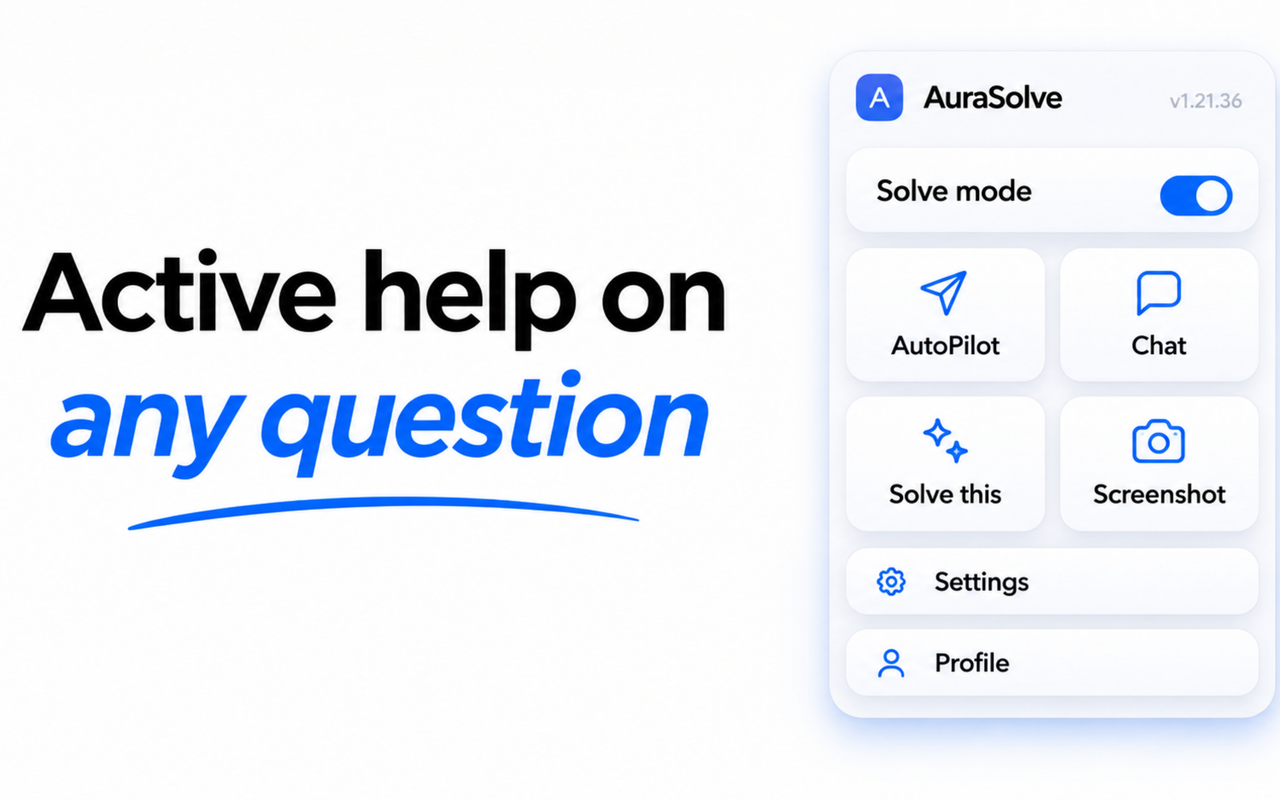 Active help on
any question
A AuraSolve v1.21.36
Solve mode
AutoPilot
Chat
Solve this
Screenshot
Settings
Profile